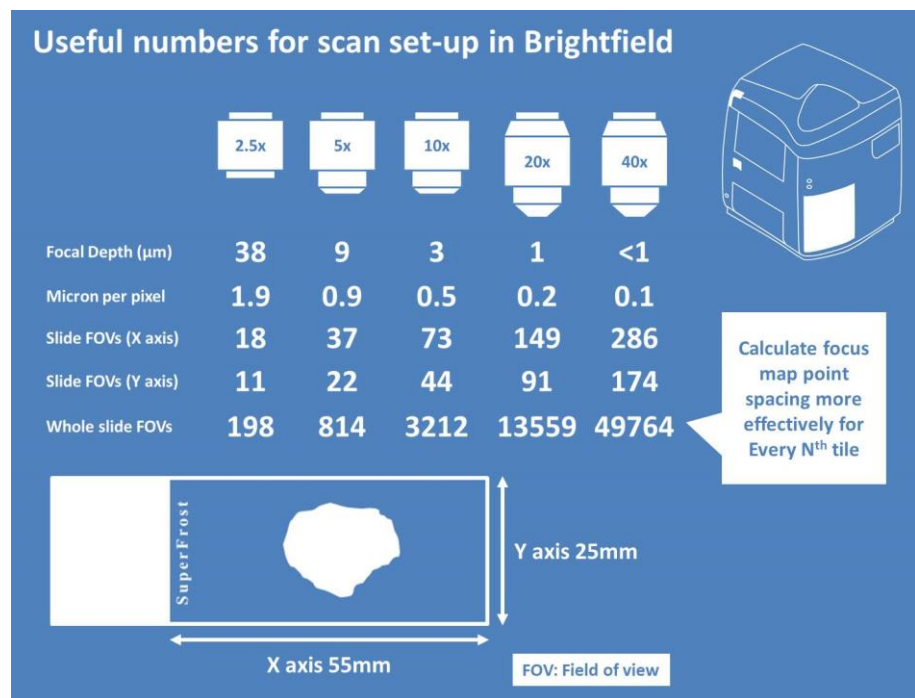 Useful numbers for scan set-up in Brightfield
2.5x 5x 10x 20x 40x
Focal Depth (µm) 38 9 3 1 <1
Micron per pixel 1.9 0.9 0.5 0.2 0.1
Slide FOVs (X axis) 18 37 73 149 286
Slide FOVs (Y axis) 11 22 44 91 174
Whole slide FOVs 198 814 3212 13559 49764
Calculate focus
map point
spacing more
effectively for
Every Nth tile
SuperFrost
Y axis 25mm
X axis 55mm
FOV: Field of view